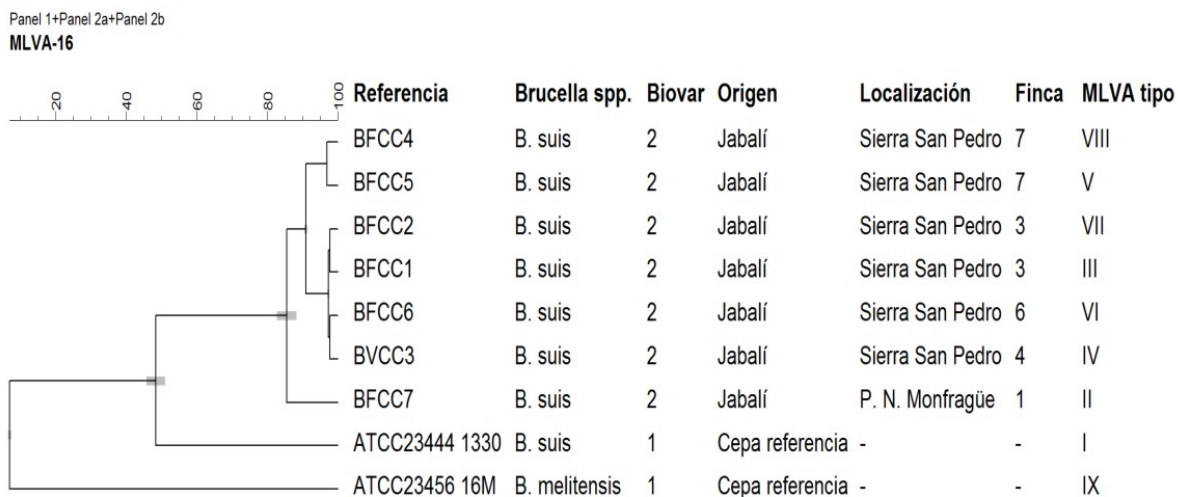 Panel 1+Panel 2a+Panel 2b
MLVA-16
20 40 60 80 100 Referencia Brucella spp. Biovar Origen Localización Finca MLVA tipo
BFCC4 B. suis 2 Jabalí Sierra San Pedro 7 VIII
BFCC5 B. suis 2 Jabalí Sierra San Pedro 7 V
BFCC2 B. suis 2 Jabalí Sierra San Pedro 3 VII
BFCC1 B. suis 2 Jabalí Sierra San Pedro 3 III
BFCC6 B. suis 2 Jabalí Sierra San Pedro 6 VI
BVCC3 B. suis 2 Jabalí Sierra San Pedro 4 IV
BFCC7 B. suis 2 Jabalí P. N. Monfragüe 1 II
ATCC23444 1330 B. suis 1 Cepa referencia - - I
ATCC23456 16M B. melitensis 1 Cepa referencia - - IX